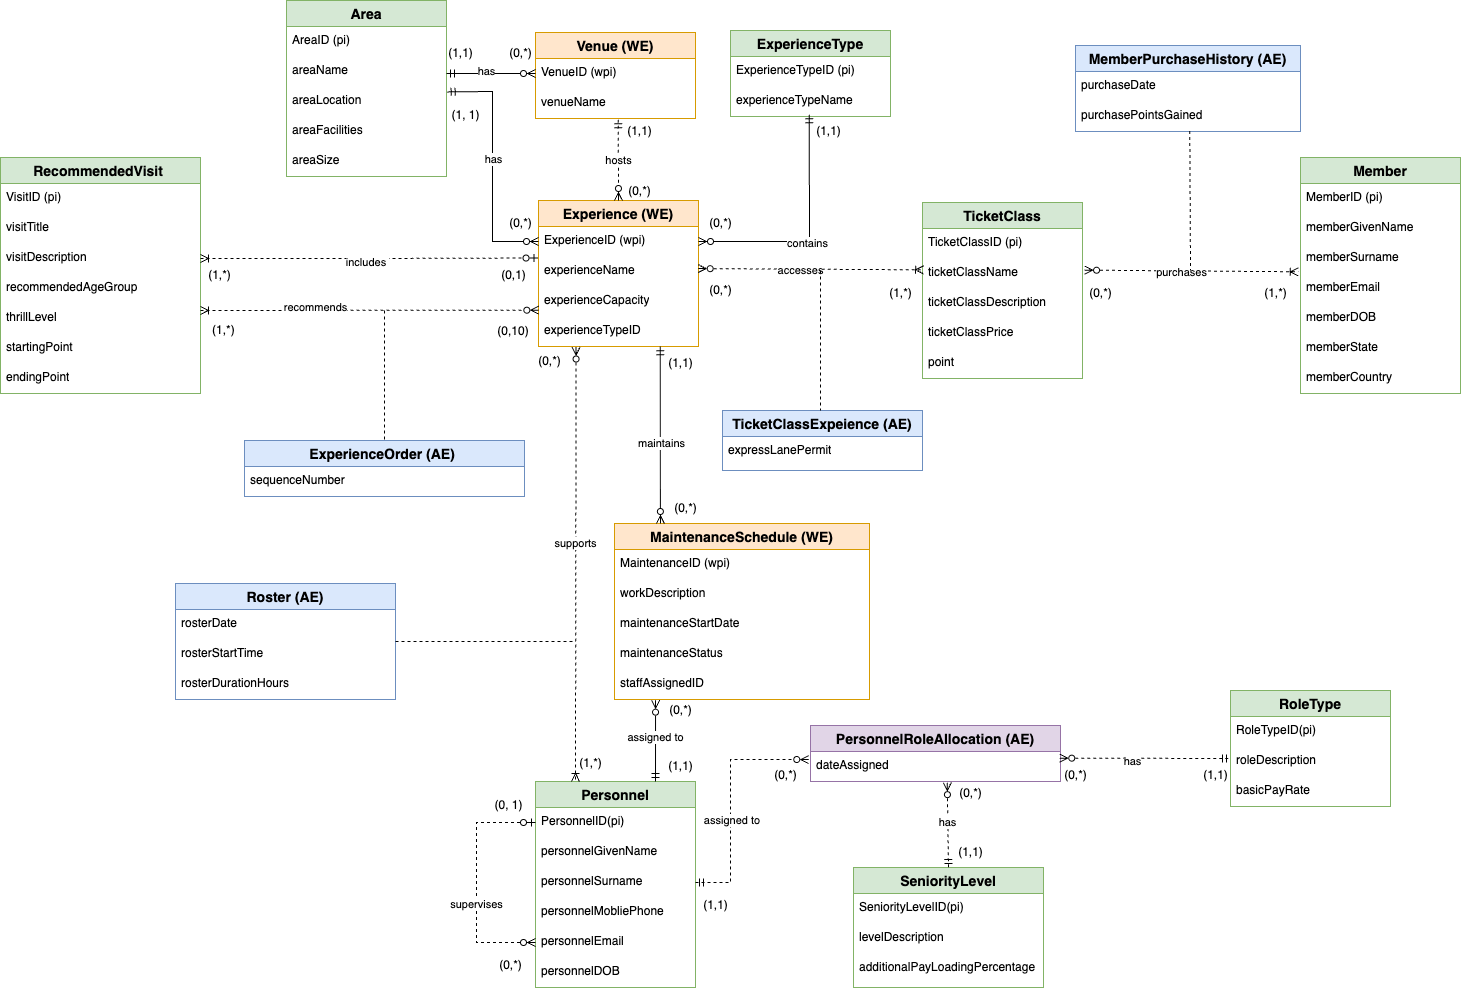 Area
AreaID (pi)
areaName
areaLocation
areaFacilities
areaSize
(1,1)
has
(0,*)
(1, 1)
has
(0,*)
Venue (WE)
VenueID (wpi)
venueName
(1,1)
hosts
(0,*)
ExperienceType
ExperienceTypeID (pi)
experienceTypeName
(1,1)
contains
(0,*)
MemberPurchaseHistory (AE)
purchaseDate
purchasePointsGained
RecommendedVisit
VisitID (pi)
visitTitle
visitDescription
recommendedAgeGroup
thrillLevel
startingPoint
endingPoint
(1,*)
includes
(0,1)
(1,*)
recommends
(0,10)
Experience (WE)
ExperienceID (wpi)
experienceName
experienceCapacity
experienceTypeID
(0,*)
accesses
(1,*)
TicketClass
TicketClassID (pi)
ticketClassName
ticketClassDescription
ticketClassPrice
point
(0,*)
purchases
(1,*)
Member
MemberID (pi)
memberGivenName
memberSurname
memberEmail
memberDOB
memberState
memberCountry
(0,*)
(1,1)
ExperienceOrder (AE)
sequenceNumber
TicketClassExpeience (AE)
expressLanePermit
maintains
(0,*)
supports
MaintenanceSchedule (WE)
MaintenanceID (wpi)
workDescription
maintenanceStartDate
maintenanceStatus
staffAssignedID
Roster (AE)
rosterDate
rosterStartTime
rosterDurationHours
(0,*)
assigned to
(1,*)
(1,1)
PersonnelRoleAllocation (AE)
dateAssigned
(0,*)
(0,*)
has
(1,1)
RoleType
RoleTypeID(pi)
roleDescription
basicPayRate
(0,*)
has
(1,1)
assigned to
(1,1)
Personnel
PersonnelID(pi)
personnelGivenName
personnelSurname
personnelMobliePhone
personnelEmail
personnelDOB
(0, 1)
supervises
(0,*)
SeniorityLevel
SeniorityLevelID(pi)
levelDescription
additionalPayLoadingPercentage